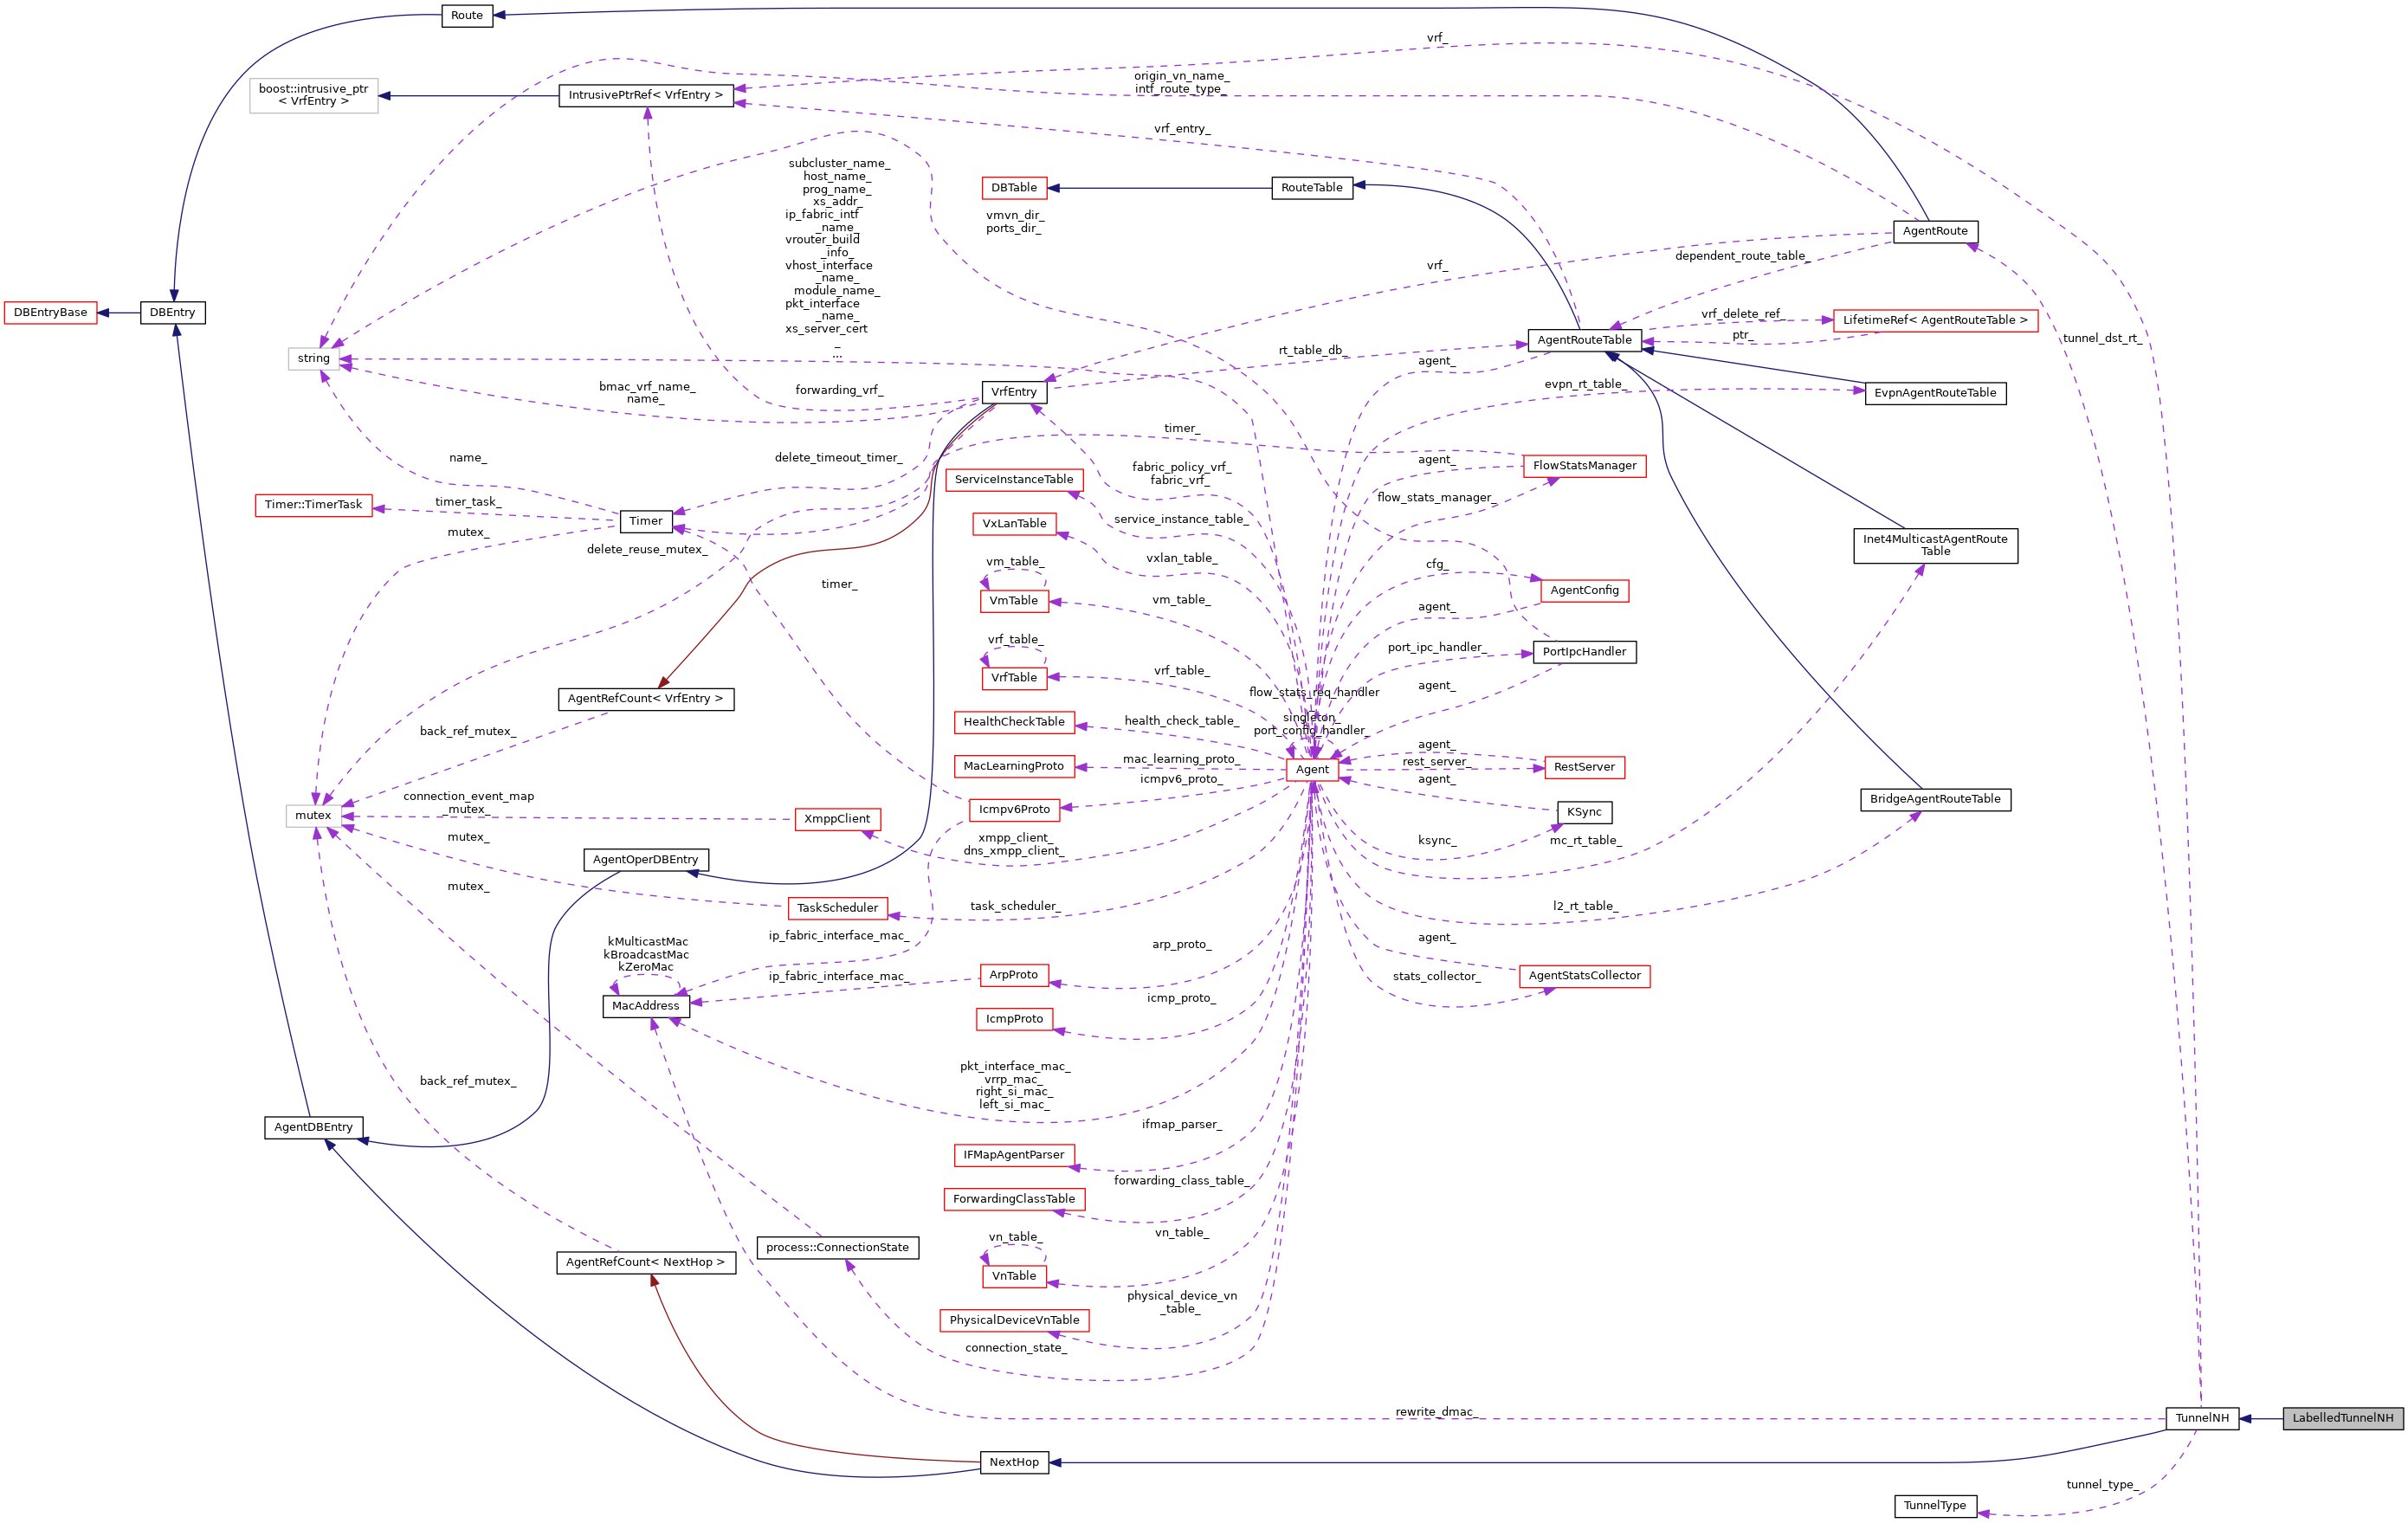 Route
vrf_
boost::intrusive_ptr
< VrfEntry >
IntrusivePtrRef< VrfEntry >
origin_vn_name_
intf_route_type_
vrf_entry_
subcluster_name_
host_name_
prog_name_
xs_addr_
ip_fabric_intf
_name_
vrouter_build
_info_
vhost_interface
_name_
module_name_
pkt_interface
_name_
xs_server_cert
_
...
DBTable
RouteTable
vmvn_dir_
ports_dir_
AgentRoute
vrf_
dependent_route_table_
DBEntryBase
DBEntry
vrf_delete_ref_
LifetimeRef< AgentRouteTable >
ptr_
tunnel_dst_rt_
string
rt_table_db_
AgentRouteTable
agent_
bmac_vrf_name_
name_
forwarding_vrf_
VrfEntry
evpn_rt_table_
EvpnAgentRouteTable
timer_
name_
delete_timeout_timer_
fabric_policy_vrf_
fabric_vrf_
agent_
FlowStatsManager
ServiceInstanceTable
flow_stats_manager_
Timer::TimerTask
timer_task_
Timer
VxLanTable
service_instance_table_
mutex_
delete_reuse_mutex_
Inet4MulticastAgentRoute
Table
vxlan_table_
vm_table_
cfg_
timer_
AgentConfig
VmTable
vm_table_
agent_
vrf_table_
port_ipc_handler_
PortIpcHandler
VrfTable
vrf_table_
agent_
AgentRefCount< VrfEntry >
flow_stats_req_handler
_
singleton_
port_config_handler_
HealthCheckTable
health_check_table_
back_ref_mutex_
agent_
MacLearningProto
mac_learning_proto_
Agent
rest_server_
RestServer
icmpv6_proto_
agent_
connection_event_map
_mutex_
mutex
XmppClient
Icmpv6Proto
KSync
BridgeAgentRouteTable
mutex_
xmpp_client_
dns_xmpp_client_
ksync_
mc_rt_table_
AgentOperDBEntry
mutex_
TaskScheduler
task_scheduler_
l2_rt_table_
kMulticastMac
kBroadcastMac
kZeroMac
ip_fabric_interface_mac_
arp_proto_
agent_
ip_fabric_interface_mac_
ArpProto
stats_collector_
AgentStatsCollector
MacAddress
icmp_proto_
IcmpProto
pkt_interface_mac_
vrrp_mac_
right_si_mac_
left_si_mac_
back_ref_mutex_
AgentDBEntry
ifmap_parser_
IFMapAgentParser
forwarding_class_table_
ForwardingClassTable
vn_table_
vn_table_
process::ConnectionState
AgentRefCount< NextHop >
VnTable
physical_device_vn
_table_
PhysicalDeviceVnTable
connection_state_
rewrite_dmac_
TunnelNH
LabelledTunnelNH
NextHop
tunnel_type_
TunnelType